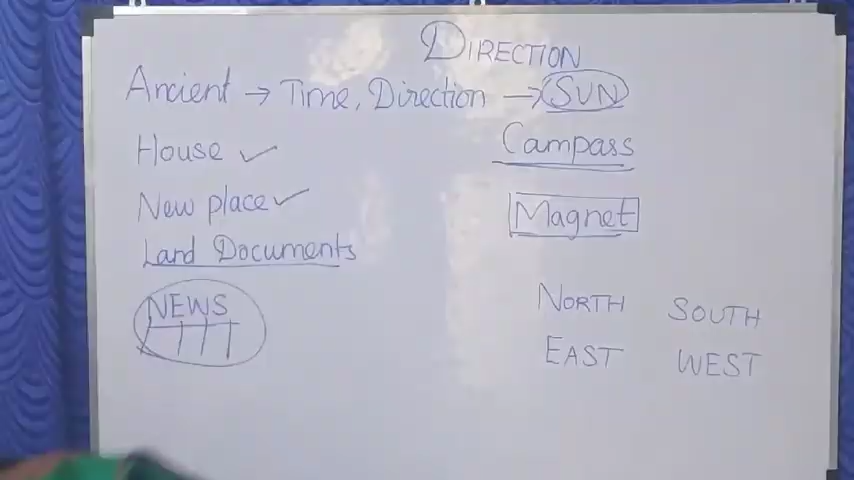 DIRECTION
Ancient → Time, Direction → SUN
House ✓
Campass
New place ✓
Magnet
Land Documents
NEWS
NORTH SOUTH
EAST WEST